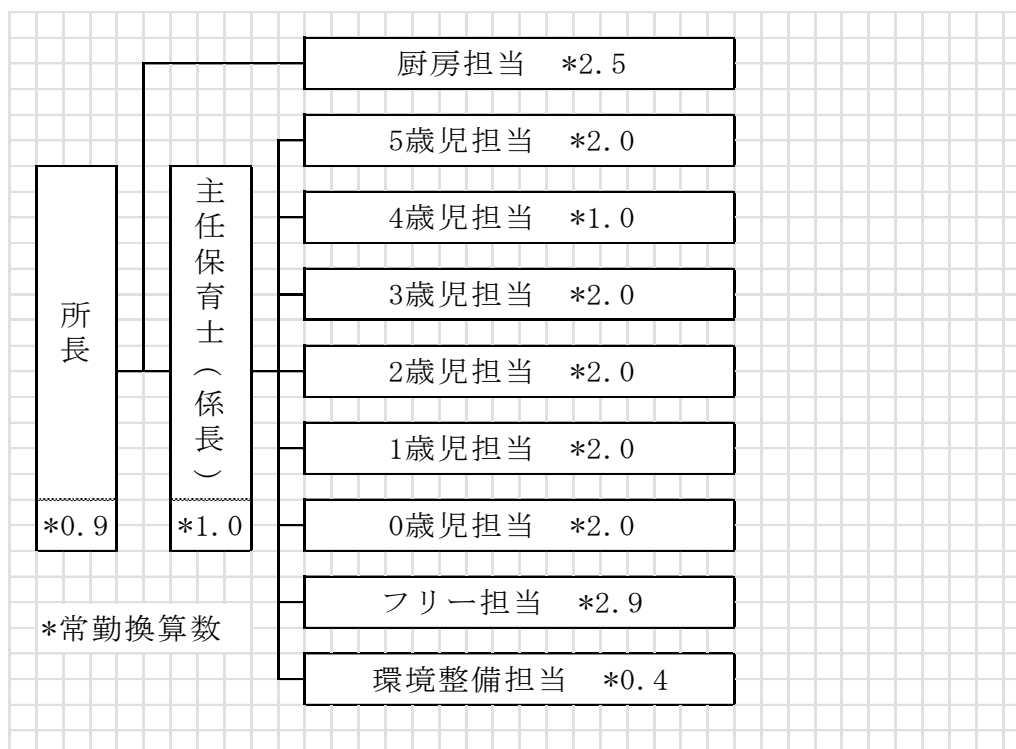 厨房担当 *2.5
5歳児担当 *2.0
4歳児担当 *1.0
3歳児担当 *2.0
2歳児担当 *2.0
1歳児担当 *2.0
0歳児担当 *2.0
フリー担当 *2.9
環境整備担当 *0.4
所長
*0.9
主任保育士（係長）
*1.0
*常勤換算数